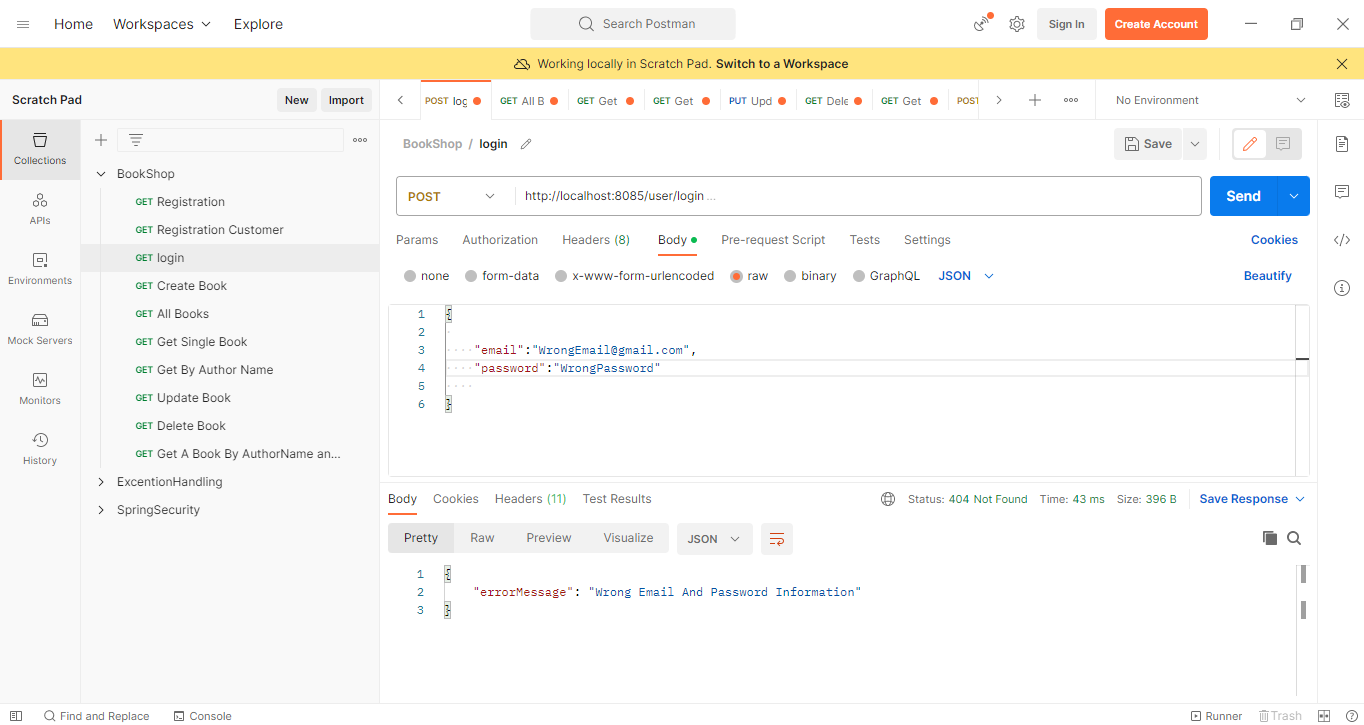 Home Workspaces Explore Search Postman Sign In Create Account
Working locally in Scratch Pad. Switch to a Workspace
Scratch Pad New Import
POST log GET All B GET Get GET Get PUT Upd GET Dele GET Get POST No Environment
Collections
APIs
Environments
Mock Servers
Monitors
History
BookShop
GET Registration
GET Registration Customer
GET login
GET Create Book
GET All Books
GET Get Single Book
GET Get By Author Name
GET Update Book
GET Delete Book
GET Get A Book By AuthorName an...
ExcentionHandling
SpringSecurity
BookShop / login Save
POST http://localhost:8085/user/login ... Send
Params Authorization Headers (8) Body Pre-request Script Tests Settings Cookies
none form-data x-www-form-urlencoded raw binary GraphQL JSON Beautify
1 {
2
3 "email":"WrongEmail@gmail.com",
4 "password":"WrongPassword"
5
6 }
Body Cookies Headers (11) Test Results Status: 404 Not Found Time: 43 ms Size: 396 B Save Response
Pretty Raw Preview Visualize JSON
1 {
2 "errorMessage": "Wrong Email And Password Information"
3 }
Find and Replace Console Runner Trash